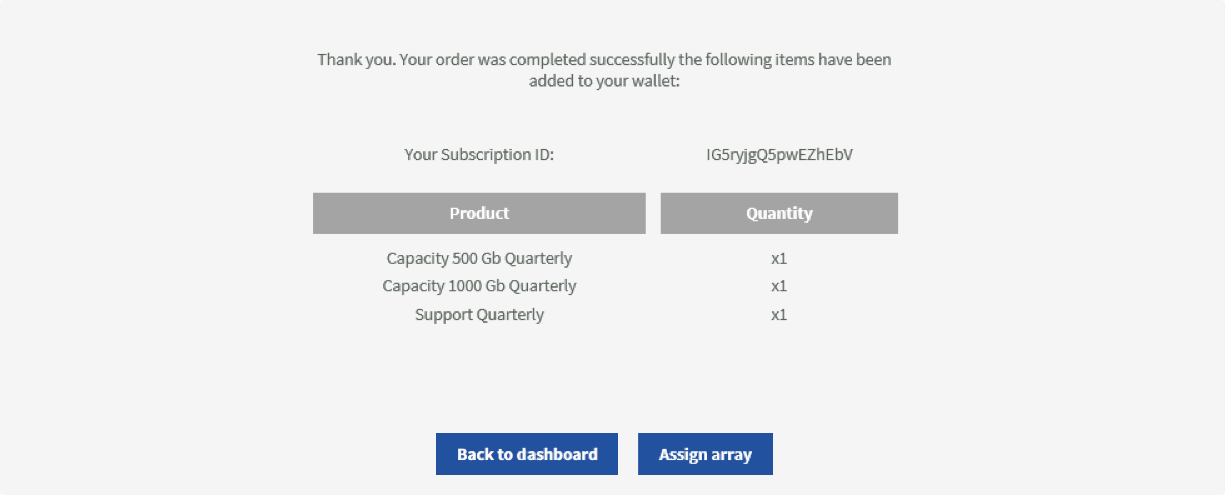 Thank you. Your order was completed successfully the following items have been
added to your wallet:
Your Subscription ID: IG5ryjgQ5pwEZhEbV
Product Quantity
Capacity 500 Gb Quarterly x1
Capacity 1000 Gb Quarterly x1
Support Quarterly x1
Back to dashboard Assign array